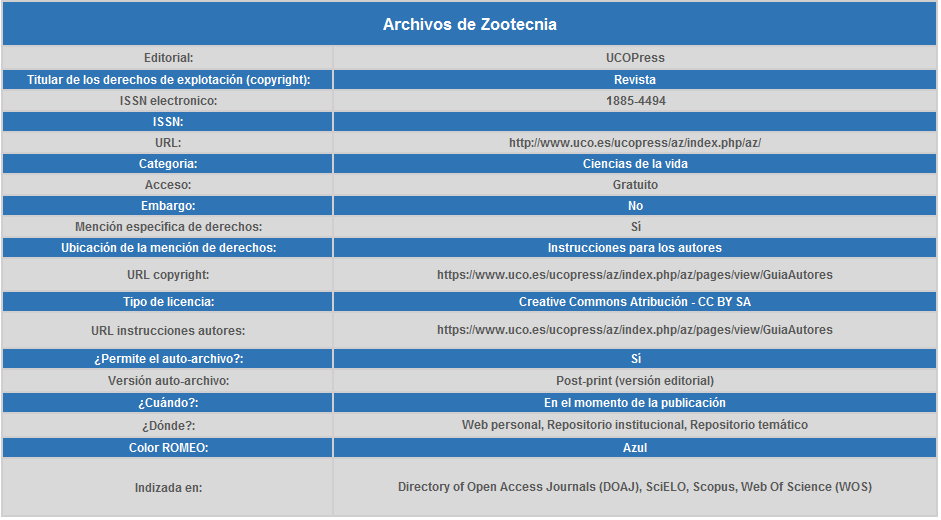 Archivos de Zootecnia
Editorial: UCOPress
Titular de los derechos de explotación (copyright): Revista
ISSN electronico: 1885-4494
ISSN:
URL: http://www.uco.es/ucopress/az/index.php/az/
Categoria: Ciencias de la vida
Acceso: Gratuito
Embargo: No
Mención específica de derechos: Sí
Ubicación de la mención de derechos: Instrucciones para los autores
URL copyright: https://www.uco.es/ucopress/az/index.php/az/pages/view/GuiaAutores
Tipo de licencia: Creative Commons Atribución - CC BY SA
URL instrucciones autores: https://www.uco.es/ucopress/az/index.php/az/pages/view/GuiaAutores
¿Permite el auto-archivo?: Sí
Versión auto-archivo: Post-print (versión editorial)
¿Cuándo?: En el momento de la publicación
¿Dónde?: Web personal, Repositorio institucional, Repositorio temático
Color ROMEO: Azul
Indizada en: Directory of Open Access Journals (DOAJ), SciELO, Scopus, Web Of Science (WOS)